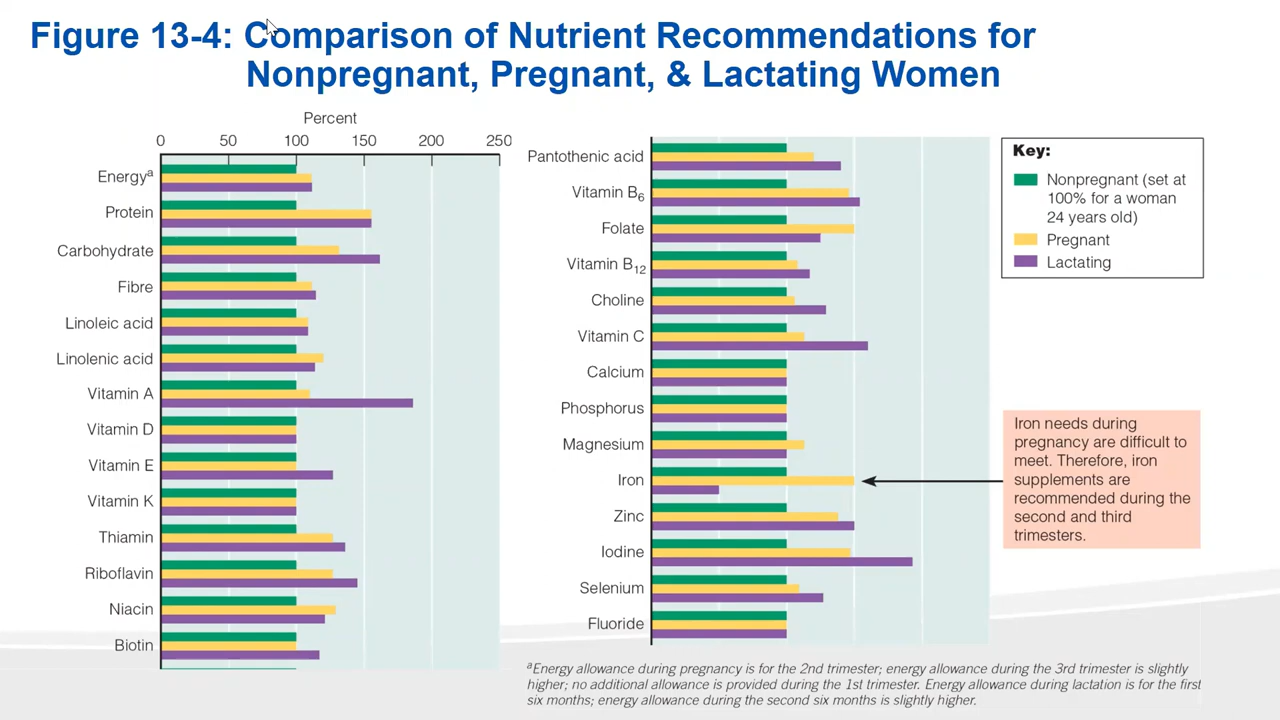 Figure 13-4: Comparison of Nutrient Recommendations for
Nonpregnant, Pregnant, & Lactating Women
Percent
0 50 100 150 200 250
Energya
Protein
Carbohydrate
Fibre
Linoleic acid
Linolenic acid
Vitamin A
Vitamin D
Vitamin E
Vitamin K
Thiamin
Riboflavin
Niacin
Biotin
Pantothenic acid
Vitamin B6
Folate
Vitamin B12
Choline
Vitamin C
Calcium
Phosphorus
Magnesium
Iron
Zinc
Iodine
Selenium
Fluoride
Key:
Nonpregnant (set at
100% for a woman
24 years old)
Pregnant
Lactating
Iron needs during
pregnancy are difficult to
meet. Therefore, iron
supplements are
recommended during the
second and third
trimesters.
aEnergy allowance during pregnancy is for the 2nd trimester; energy allowance during the 3rd trimester is slightly
higher; no additional allowance is provided during the 1st trimester. Energy allowance during lactation is for the first
six months; energy allowance during the second six months is slightly higher.